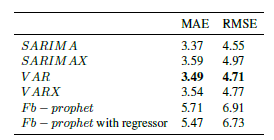 MAE RMSE
SARIMA 3.37 4.55
SARIMAX 3.59 4.97
VAR 3.49 4.71
VARX 3.54 4.77
Fb − prophet 5.71 6.91
Fb − prophet with regressor 5.47 6.73